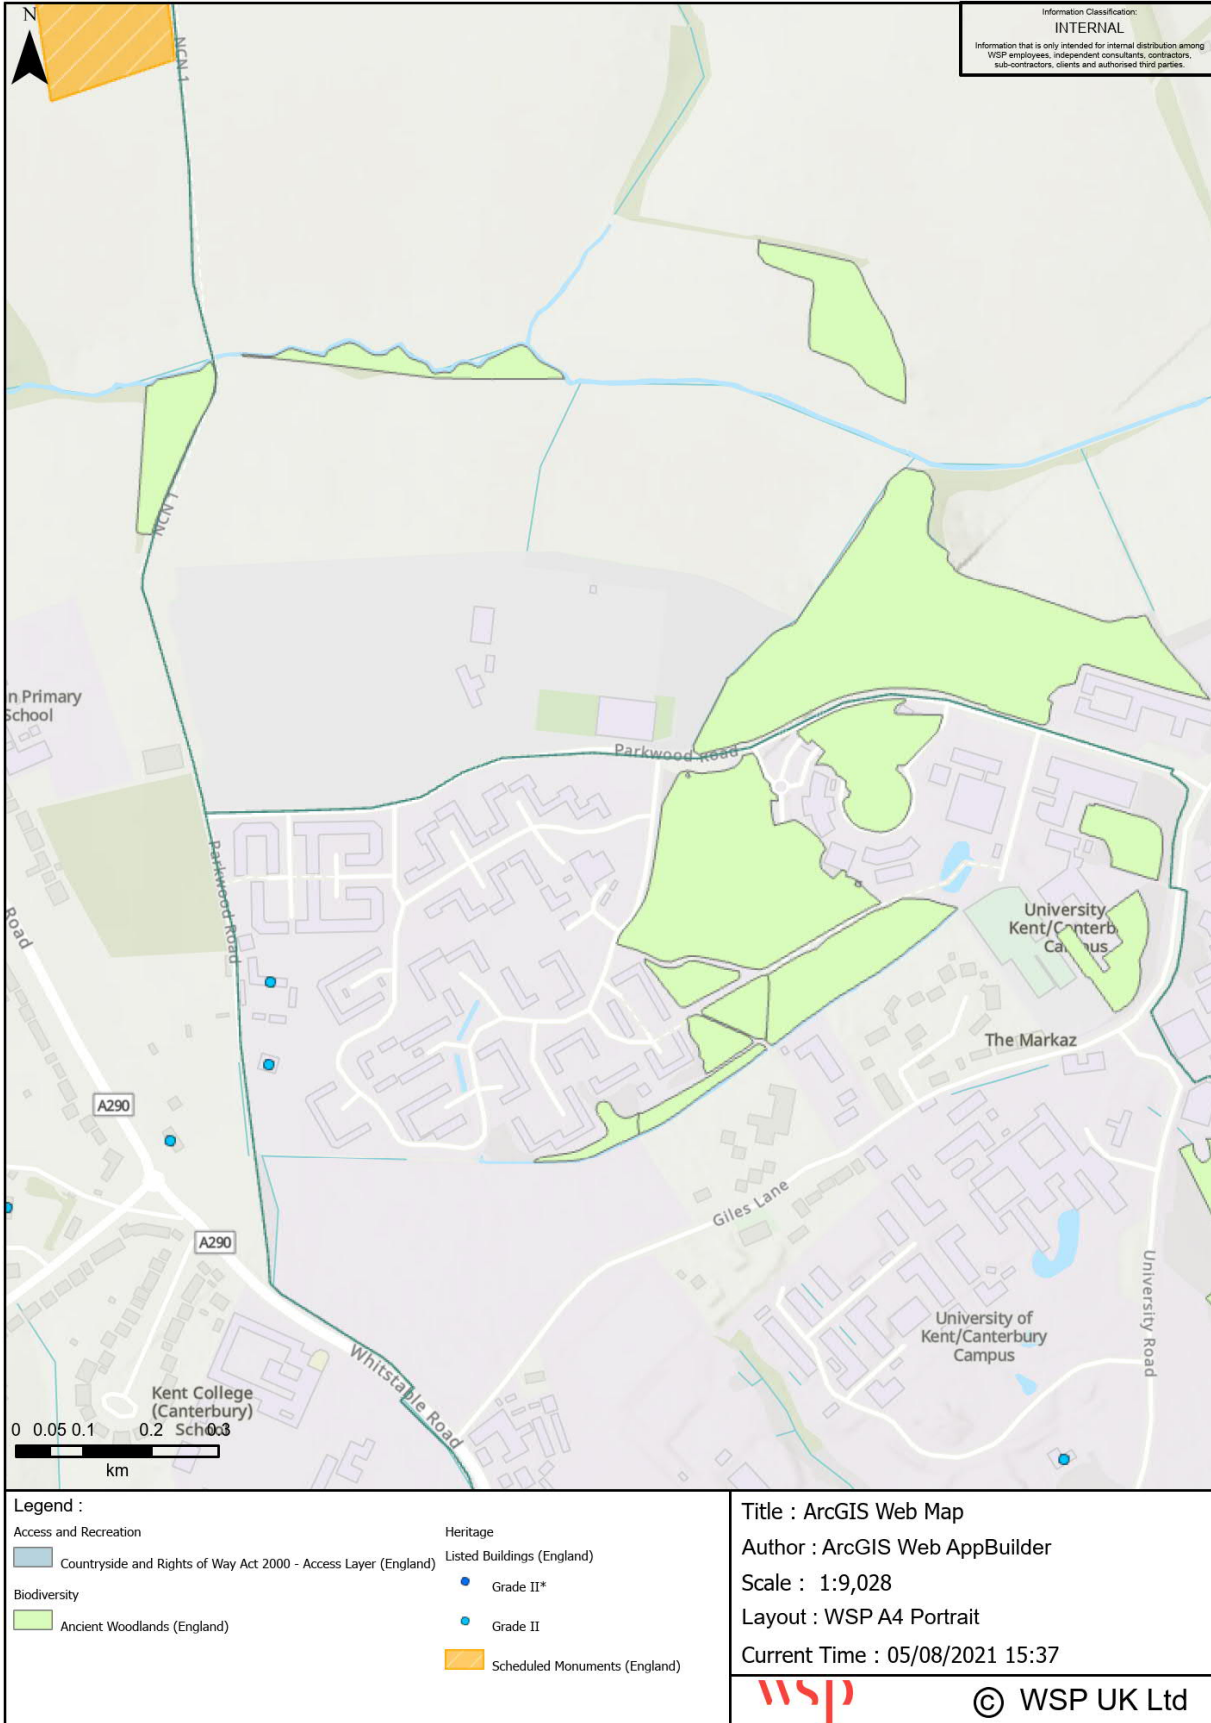 N
Information Classification:
INTERNAL
Information that is only intended for internal distribution among
WSP employees, independent consultants, contractors,
sub-contractors, clients and authorised third parties.
NCN 1
NCN 1
n Primary
School
Parkwood Road
Parkwood Road
Road
University
Kent/Canterb
Campus
The Markaz
A290
A290
Giles Lane
University of
Kent/Canterbury
Campus
University Road
Whitstable Road
Kent College
(Canterbury)
School
0 0.05 0.1 0.2 0.3
km
Legend :
Access and Recreation
Countryside and Rights of Way Act 2000 - Access Layer (England)
Biodiversity
Ancient Woodlands (England)
Heritage
Listed Buildings (England)
Grade II*
Grade II
Scheduled Monuments (England)
Title : ArcGIS Web Map
Author : ArcGIS Web AppBuilder
Scale : 1:9,028
Layout : WSP A4 Portrait
Current Time : 05/08/2021 15:37
wsp
© WSP UK Ltd